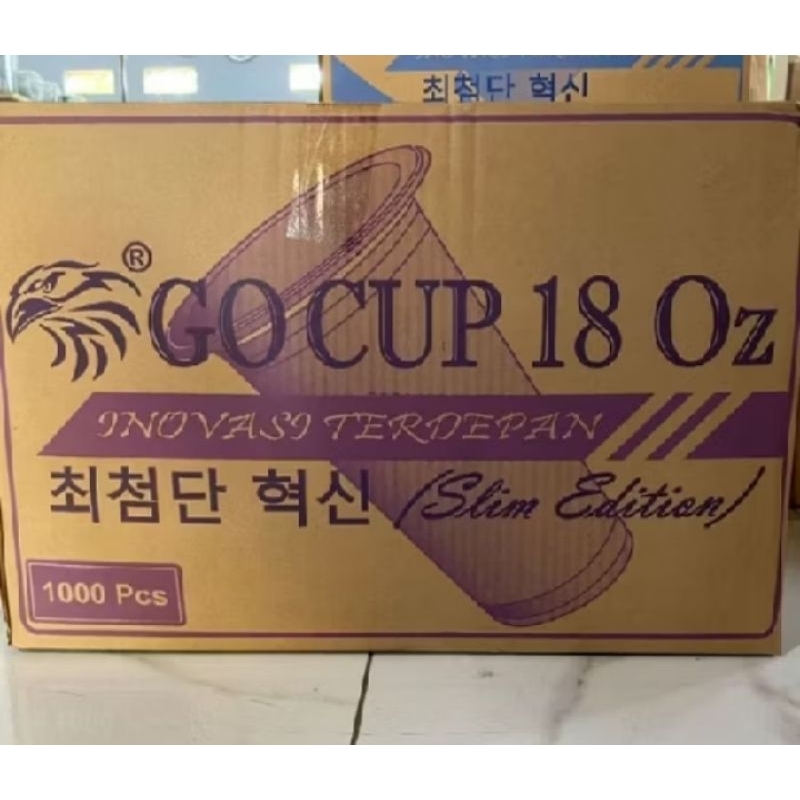 최첨단 혁신
®
GO CUP 18 Oz
INOVASI TERDEPAN
최첨단 혁신 (Slim Edition)
1000 Pcs